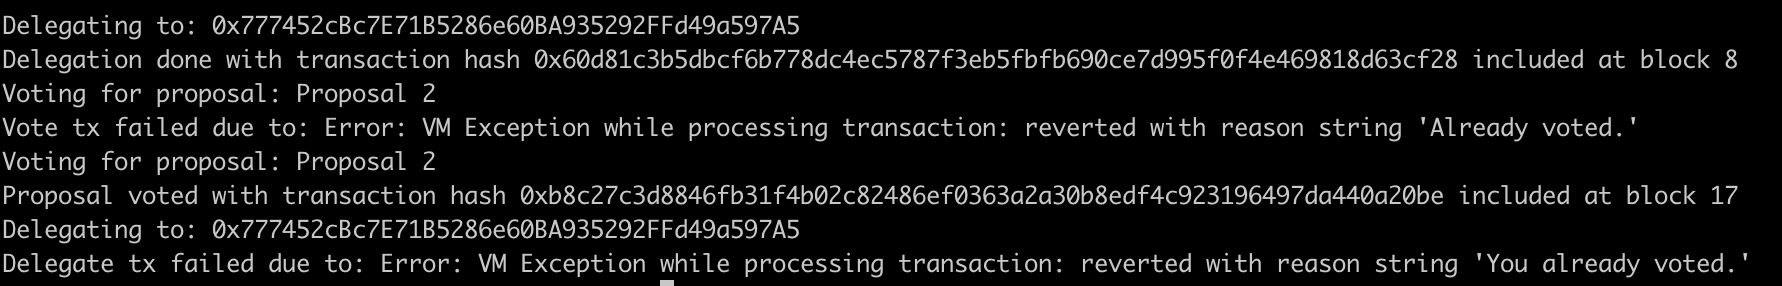 Delegating to: 0x777452cBc7E71B5286e60BA935292FFd49a597A5
Delegation done with transaction hash 0x60d81c3b5dbcf6b778dc4ec5787f3eb5fbfb690ce7d995f0f4e469818d63cf28 included at block 8
Voting for proposal: Proposal 2
Vote tx failed due to: Error: VM Exception while processing transaction: reverted with reason string 'Already voted.'
Voting for proposal: Proposal 2
Proposal voted with transaction hash 0xb8c27c3d8846fb31f4b02c82486ef0363a2a30b8edf4c923196497da440a20be included at block 17
Delegating to: 0x777452cBc7E71B5286e60BA935292FFd49a597A5
Delegate tx failed due to: Error: VM Exception while processing transaction: reverted with reason string 'You already voted.'